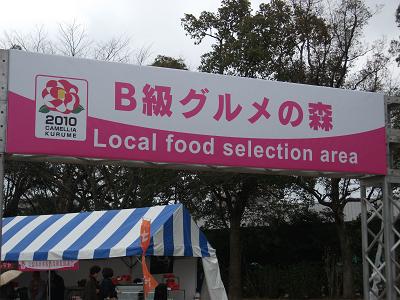 B級グルメの森
Local food selection area
2010
CAMELLIA
KURUME